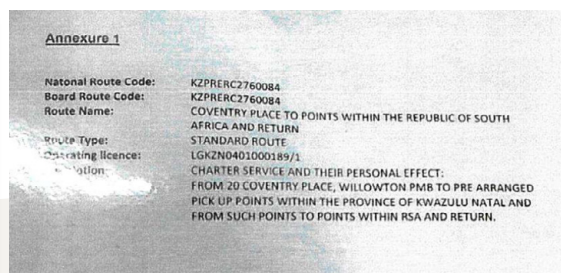 Annexure 1
Natonal Route Code: KZPRERC2760084
Board Route Code: KZPRERC2760084
Route Name: COVENTRY PLACE TO POINTS WITHIN THE REPUBLIC OF SOUTH
AFRICA AND RETURN
Route Type: STANDARD ROUTE
Operating licence: LGKZN0401000189/1
CHARTER SERVICE AND THEIR PERSONAL EFFECT:
FROM 20 COVENTRY PLACE, WILLOWTON PMB TO PRE ARRANGED
PICK UP POINTS WITHIN THE PROVINCE OF KWAZULU NATAL AND
FROM SUCH POINTS TO POINTS WITHIN RSA AND RETURN.